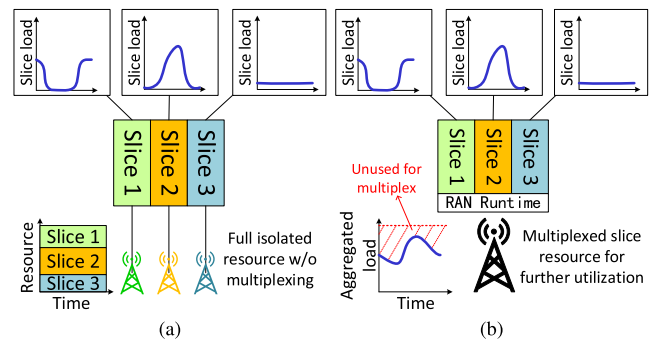 Slice load
Slice load
Slice load
Slice 1
Slice 2
Slice 3
Resource
Slice 1
Slice 2
Slice 3
Time
Full isolated
resource w/o
multiplexing
(a)
Slice load
Slice load
Slice load
Slice 1
Slice 2
Slice 3
RAN Runtime
Unused for
multiplex
Aggregated
load
Time
Multiplexed slice
resource for
further utilization
(b)